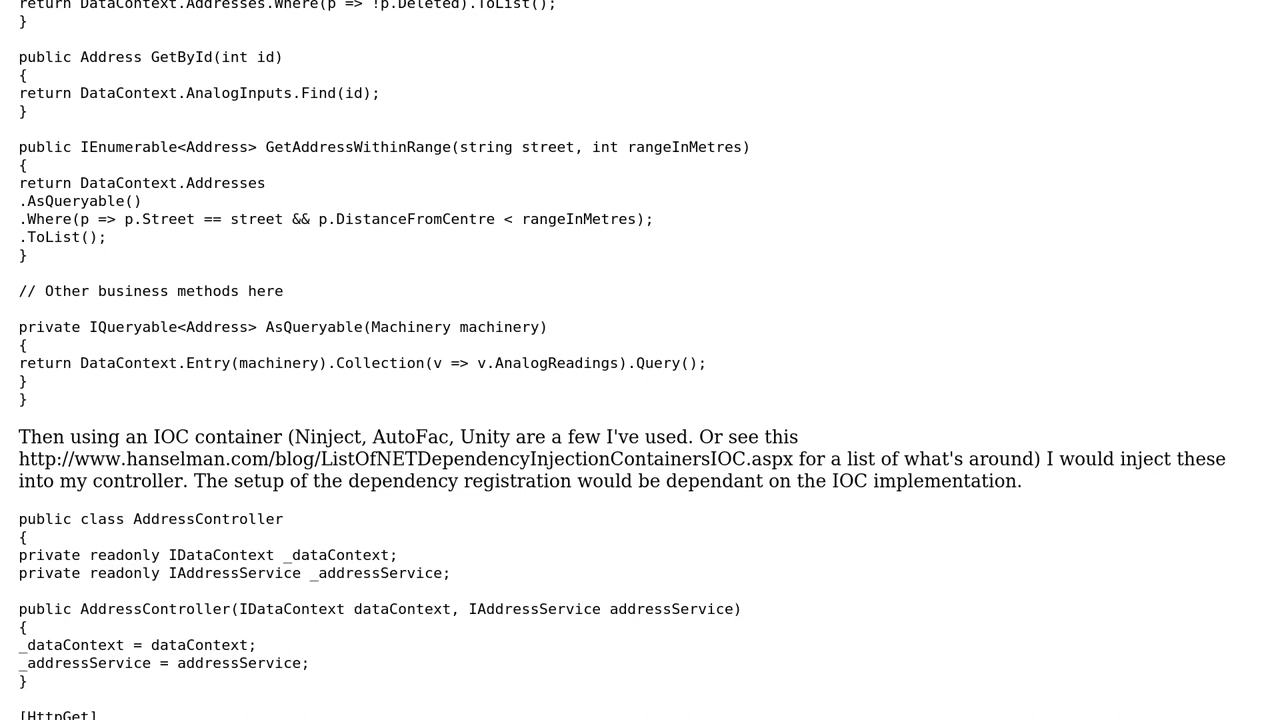 return DataContext.Addresses.Where(p => !p.Deleted).ToList();
}
public Address GetById(int id)
{
return DataContext.AnalogInputs.Find(id);
}
public IEnumerable<Address> GetAddressWithinRange(string street, int rangeInMetres)
{
return DataContext.Addresses
.AsQueryable()
.Where(p => p.Street == street && p.DistanceFromCentre < rangeInMetres);
.ToList();
}
// Other business methods here
private IQueryable<Address> AsQueryable(Machinery machinery)
{
return DataContext.Entry(machinery).Collection(v => v.AnalogReadings).Query();
}
}
Then using an IOC container (Ninject, AutoFac, Unity are a few I've used. Or see this
http://www.hanselman.com/blog/ListOfNETDependencyInjectionContainersIOC.aspx for a list of what's around) I would inject these
into my controller. The setup of the dependency registration would be dependant on the IOC implementation.
public class AddressController
{
private readonly IDataContext _dataContext;
private readonly IAddressService _addressService;
public AddressController(IDataContext dataContext, IAddressService addressService)
{
_dataContext = dataContext;
_addressService = addressService;
}
[HttpGet]